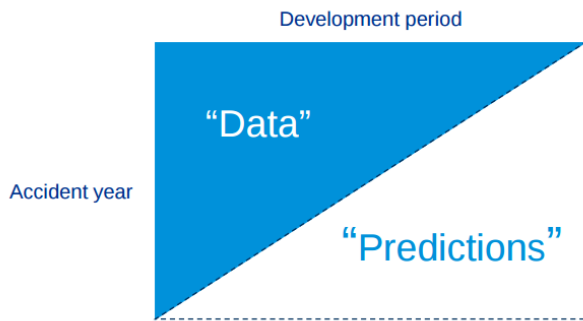 Development period
“Data”
Accident year
“Predictions”